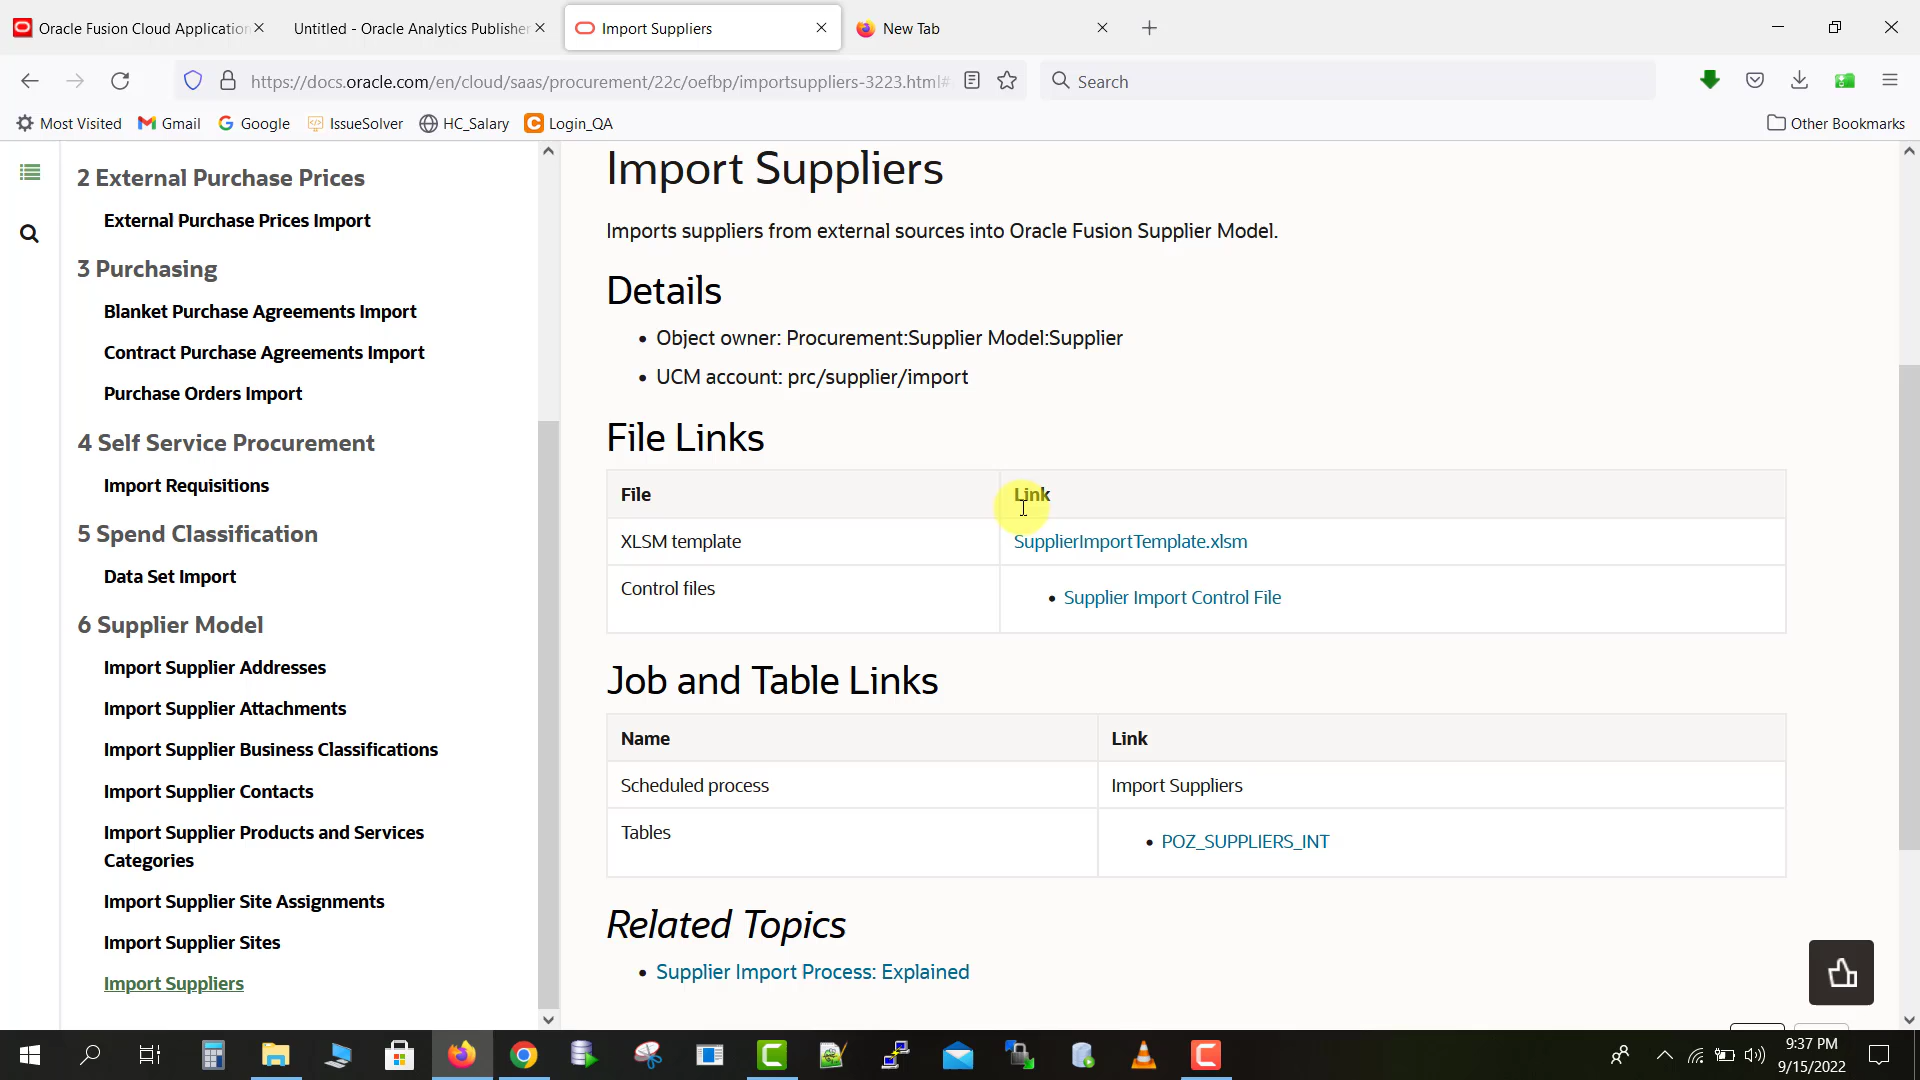 Oracle Fusion Cloud Application
Untitled - Oracle Analytics Publisher
Import Suppliers
New Tab
https://docs.oracle.com/en/cloud/saas/procurement/22c/oefbp/importsuppliers-3223.html#
Search
Most Visited
Gmail
Google
IssueSolver
HC_Salary
Login_QA
Other Bookmarks
2 External Purchase Prices
External Purchase Prices Import
3 Purchasing
Blanket Purchase Agreements Import
Contract Purchase Agreements Import
Purchase Orders Import
4 Self Service Procurement
Import Requisitions
5 Spend Classification
Data Set Import
6 Supplier Model
Import Supplier Addresses
Import Supplier Attachments
Import Supplier Business Classifications
Import Supplier Contacts
Import Supplier Products and Services
Categories
Import Supplier Site Assignments
Import Supplier Sites
Import Suppliers
Import Suppliers
Imports suppliers from external sources into Oracle Fusion Supplier Model.
Details
• Object owner: Procurement:Supplier Model:Supplier
• UCM account: prc/supplier/import
File Links
File Link
XLSM template SupplierImportTemplate.xlsm
Control files • Supplier Import Control File
Job and Table Links
Name Link
Scheduled process Import Suppliers
Tables • POZ_SUPPLIERS_INT
Related Topics
• Supplier Import Process: Explained
9:37 PM
9/15/2022